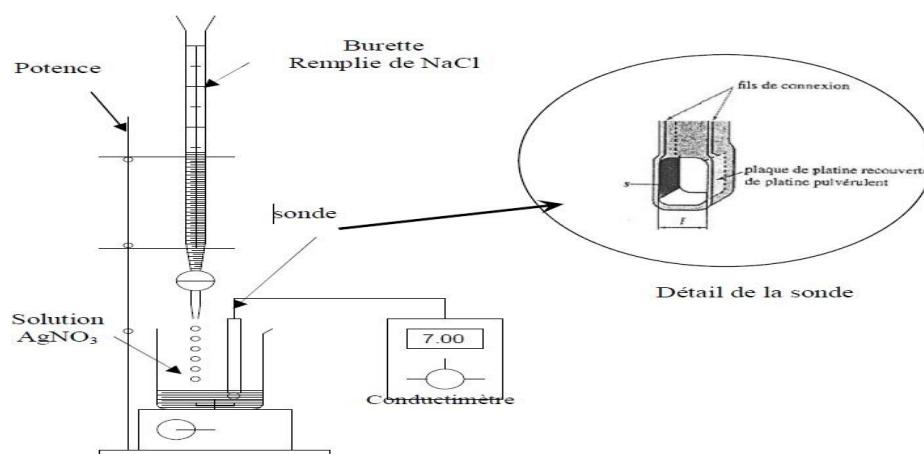 Burette
Remplie de NaCl
Potence
fils de connexion
plaque de platine recouverte
de platine pulvérulent
s
l
sonde
Détail de la sonde
Solution
AgNO₃
7.00
Conductimètre